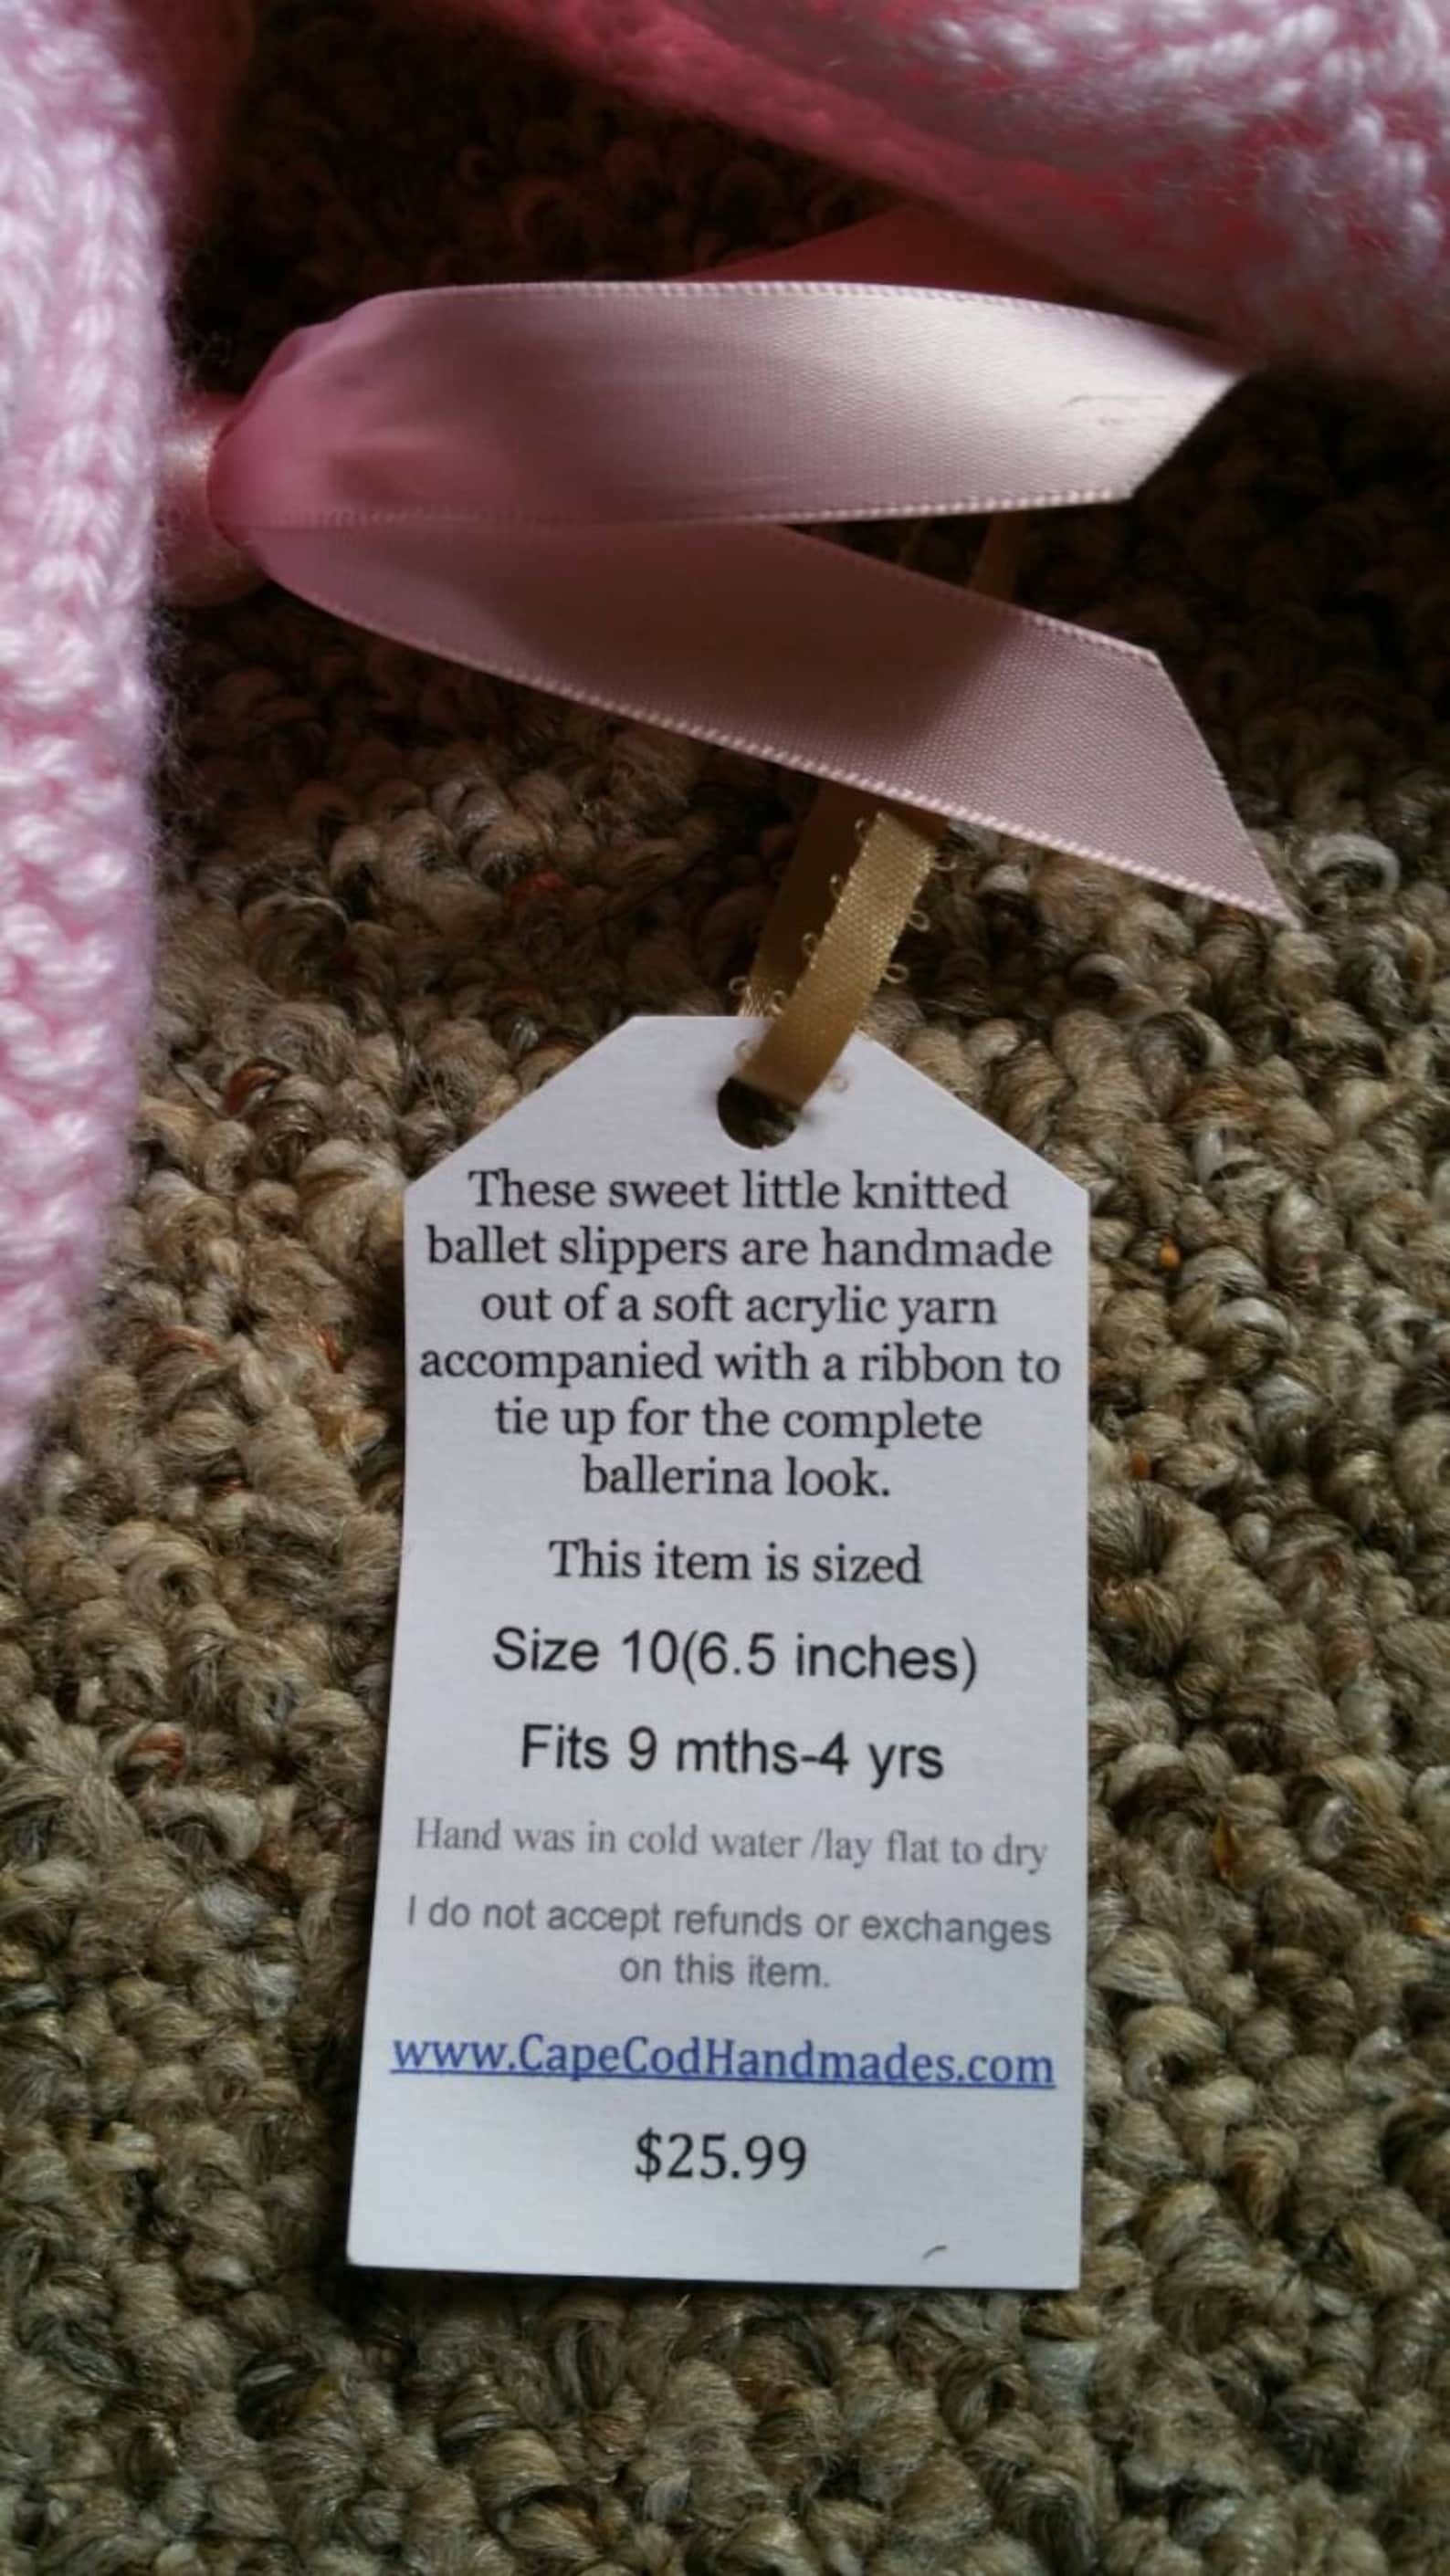 These sweet little knitted
ballet slippers are handmade
out of a soft acrylic yarn
accompanied with a ribbon to
tie up for the complete
ballerina look.
This item is sized
Size 10(6.5 inches)
Fits 9 mths-4 yrs
Hand was in cold water /lay flat to dry
I do not accept refunds or exchanges
on this item.
www.CapeCodHandmades.com
$25.99